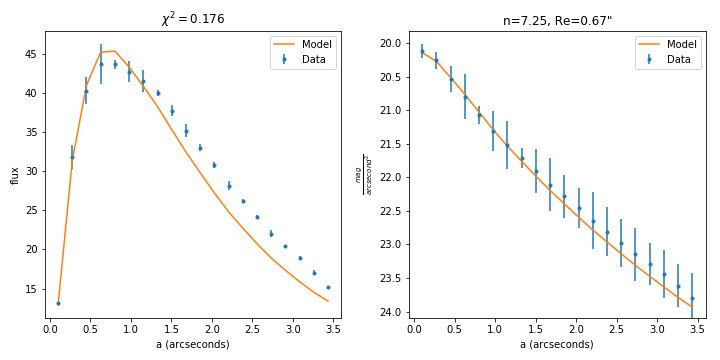 χ² = 0.176
45
40
35
30
25
20
15
flux
0.0 0.5 1.0 1.5 2.0 2.5 3.0 3.5
a (arcseconds)
Model
Data
n=7.25, Re=0.67"
20.0
20.5
21.0
21.5
22.0
22.5
23.0
23.5
24.0
mag
arcsecond²
0.0 0.5 1.0 1.5 2.0 2.5 3.0 3.5
a (arcseconds)
Model
Data